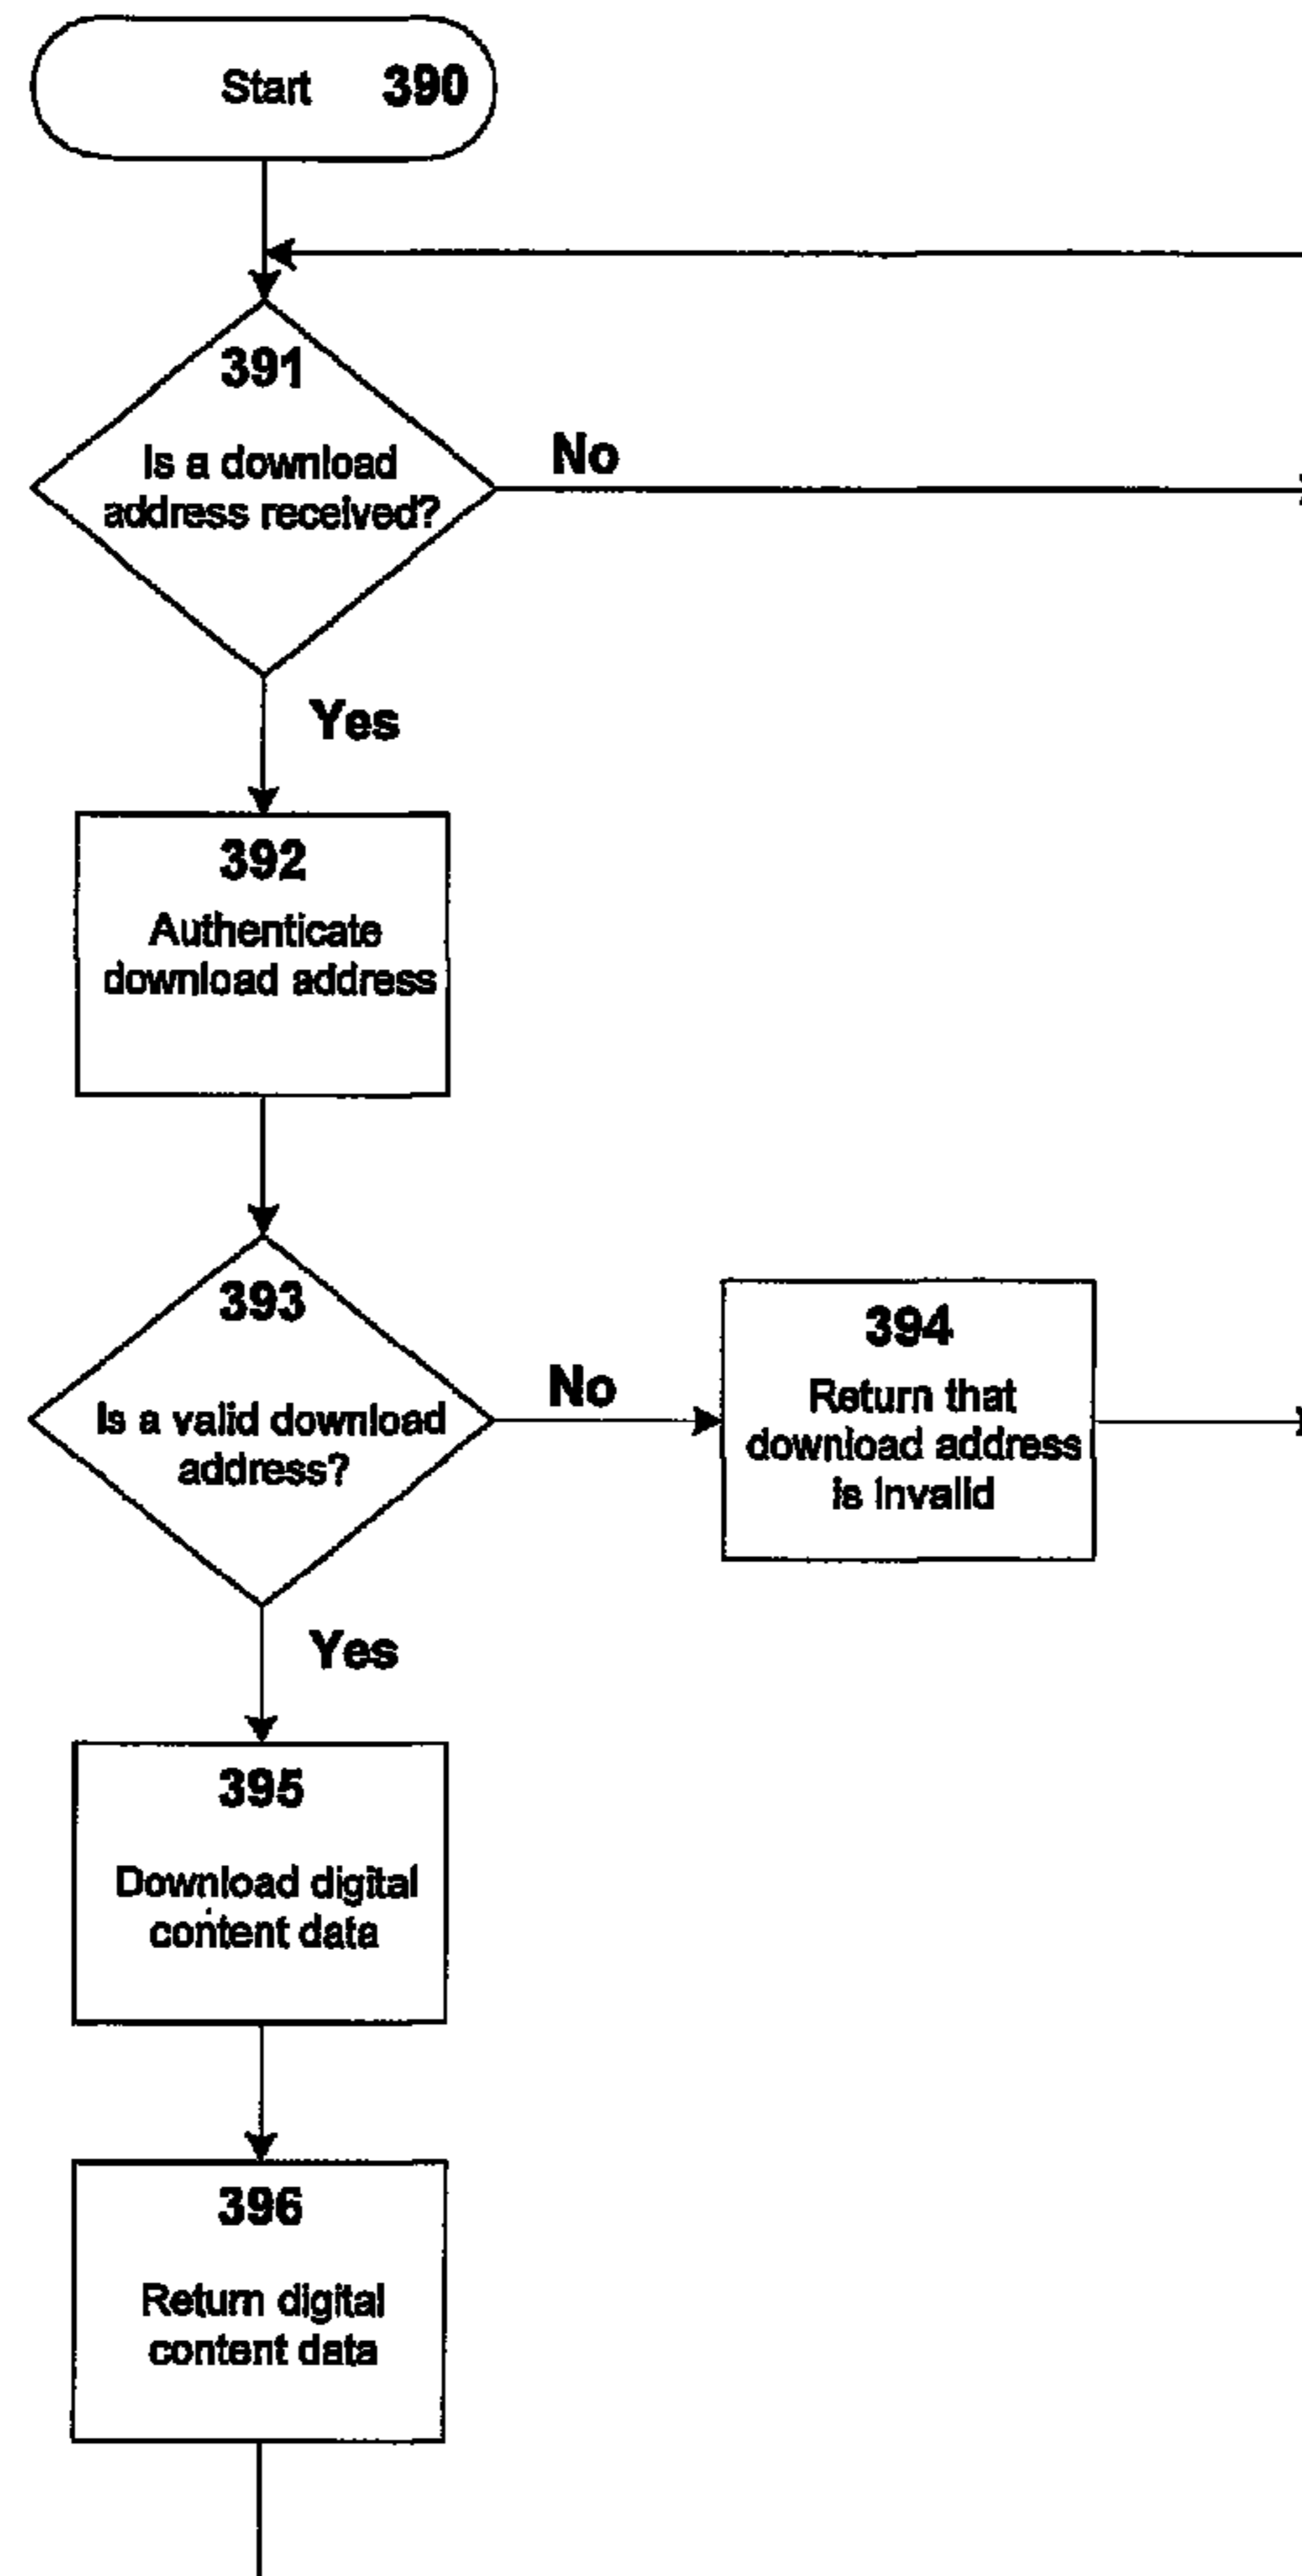 Start 390
391
Is a download
address received?
No
Yes
392
Authenticate
download address
393
Is a valid download
address?
No
394
Return that
download address
is invalid
Yes
395
Download digital
content data
396
Return digital
content data